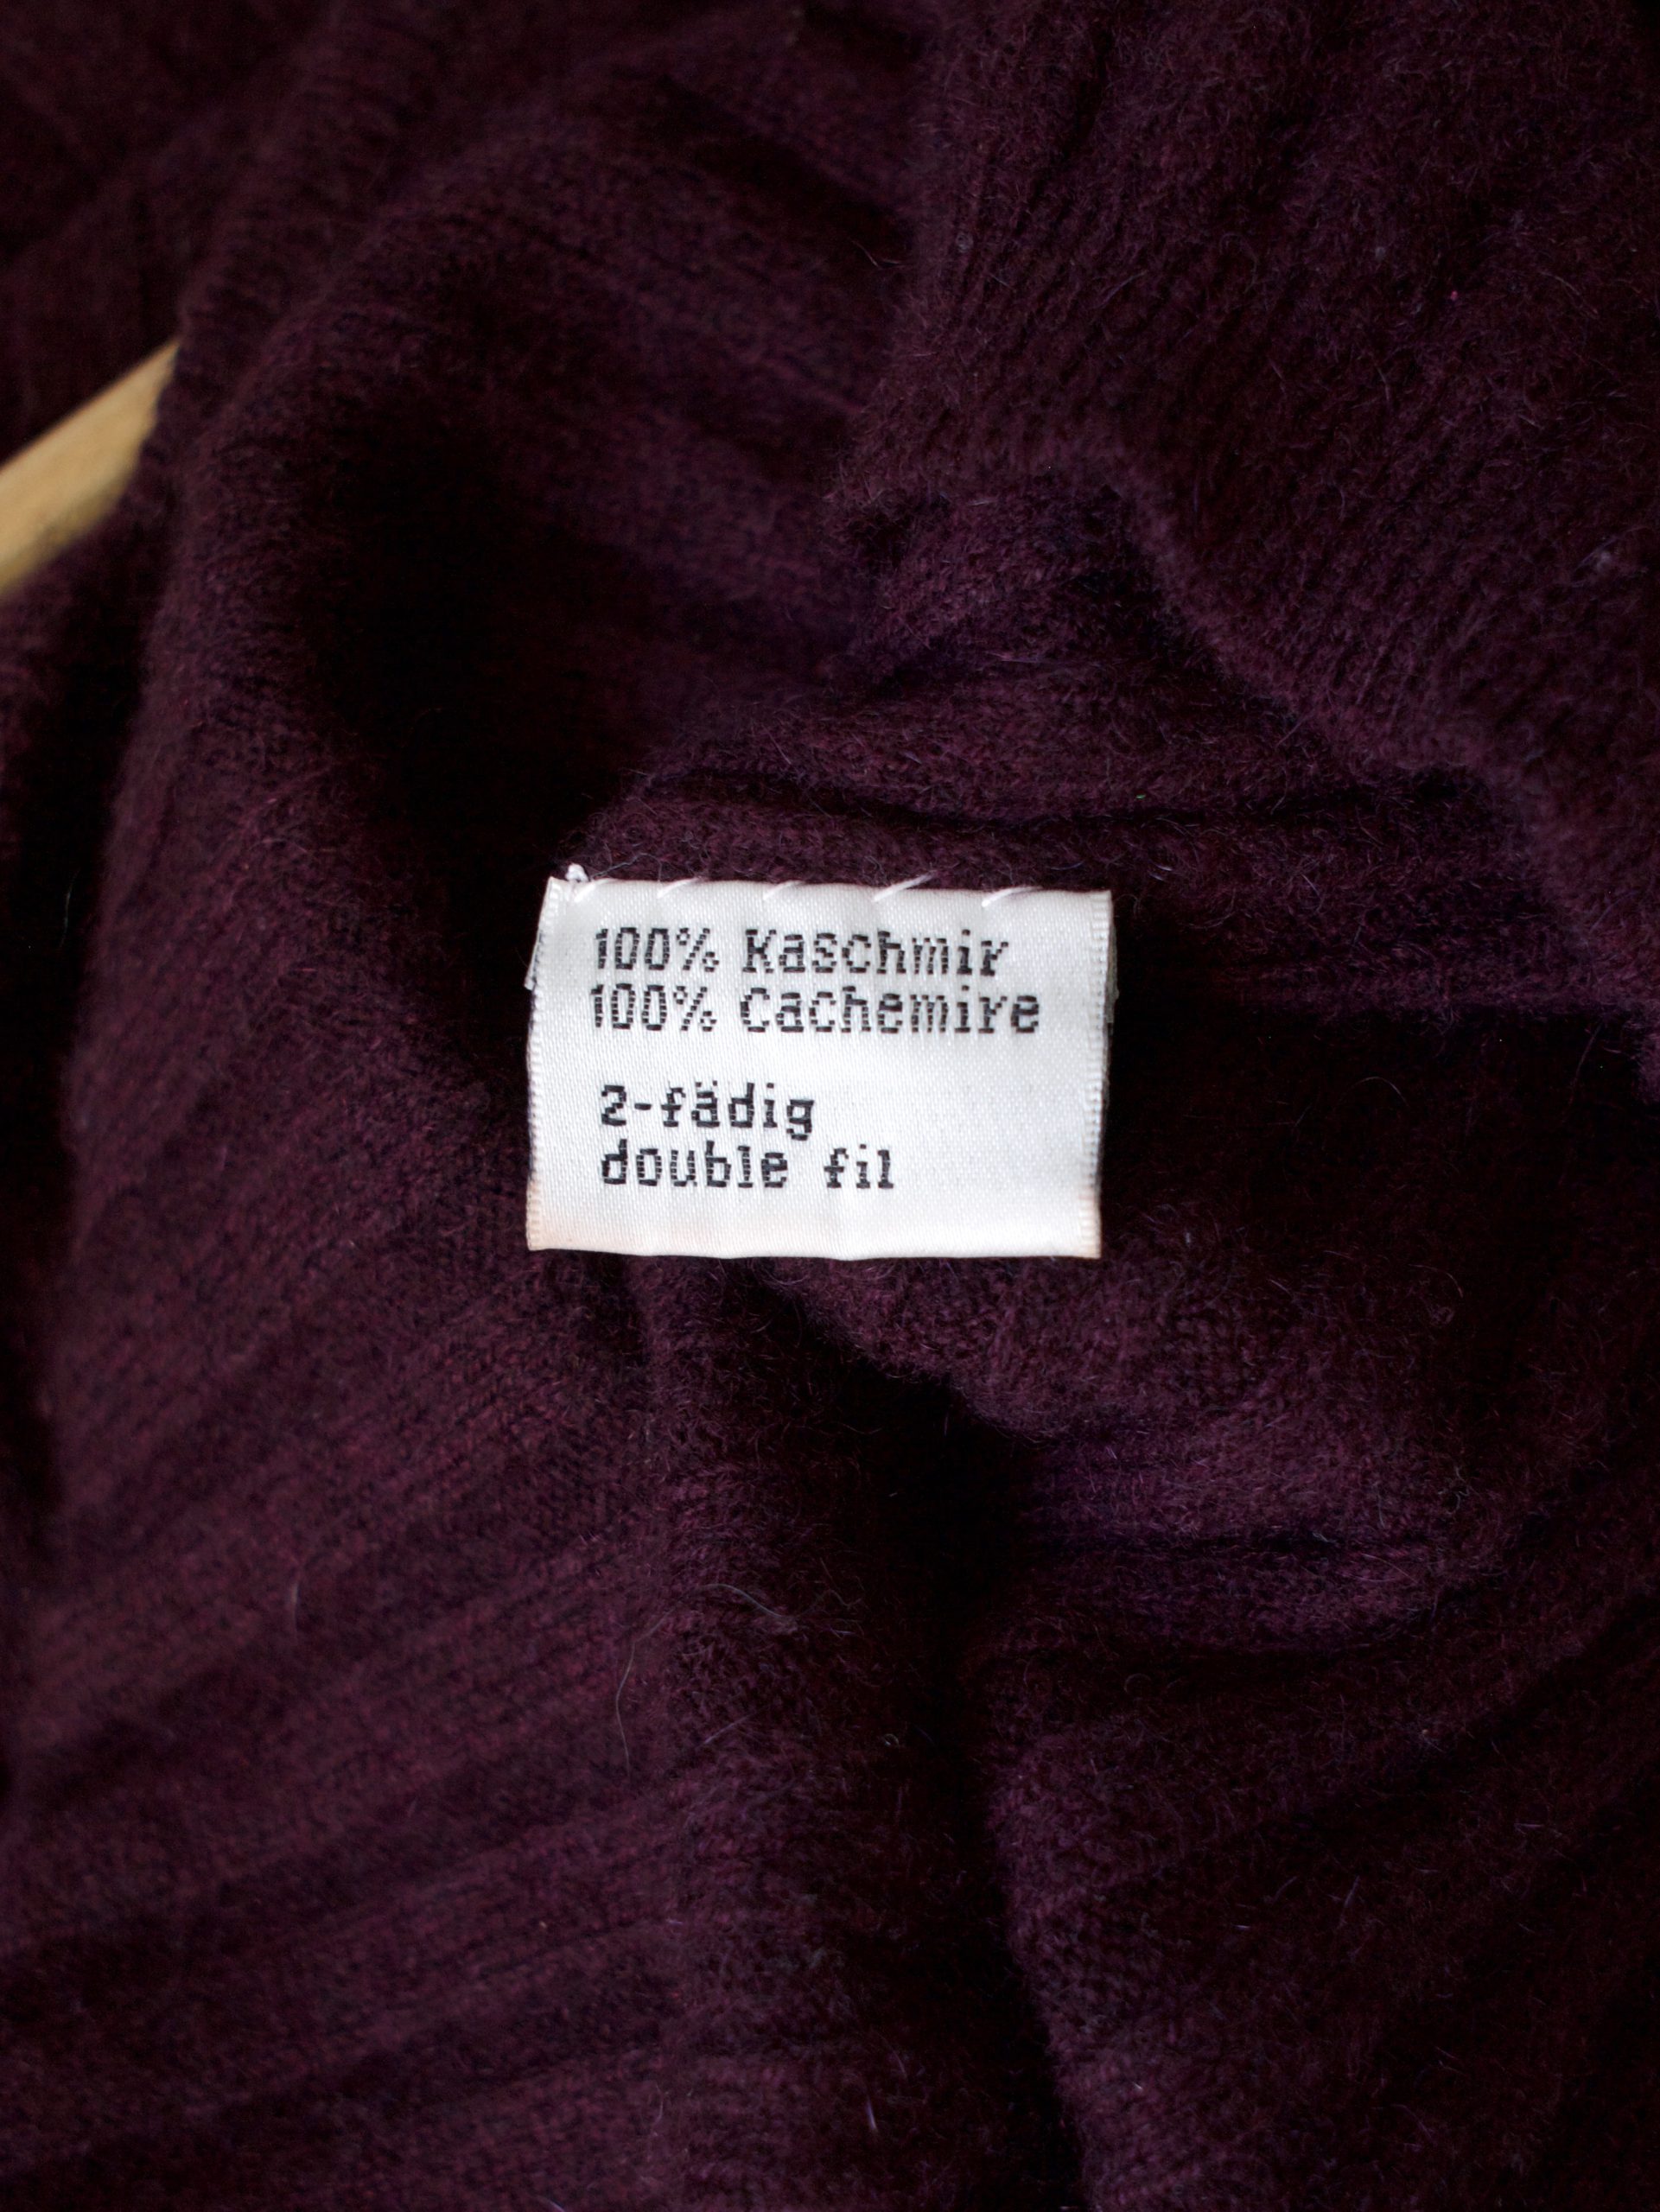 100% Kaschmir
100% Cachemire
2-fädig
double fil